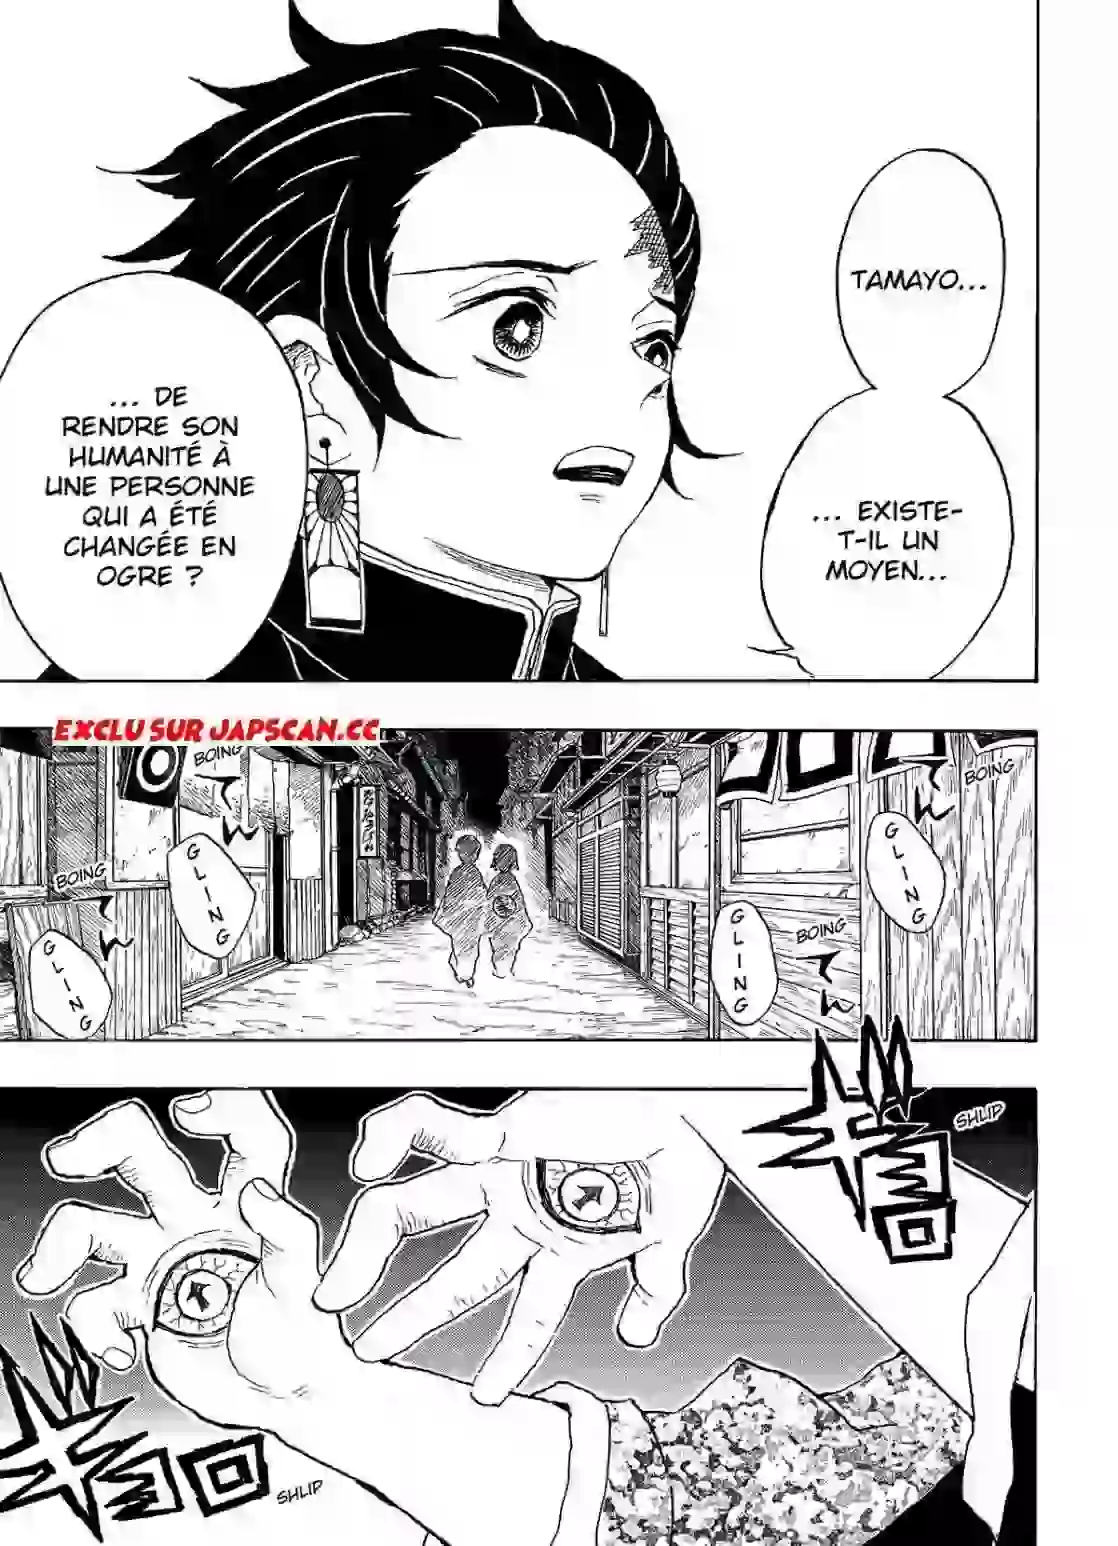 TAMAYO...
... EXISTE-
T-IL UN
MOYEN...
... DE
RENDRE SON
HUMANITÉ À
UNE PERSONNE
QUI A ÉTÉ
CHANGÉE EN
OGRE ?
EXCLU SUR JAPSCAN.CC
BOING
BOING
GLING
GLING
BOING
BOING
GLING
GLING
SHLIP
SHLIP